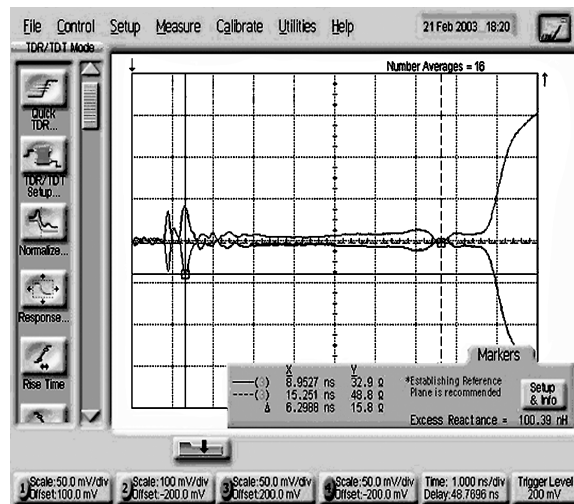 File Control Setup Measure Calibrate Utilities Help
21 Feb 2003 18:20
TDR/TDT Mode
Number Averages = 16
Quick
TDR...
TDR/TDT
Setup...
Normalize...
Response...
Rise Time
Markers
X Y
(3) 8.9527 ns 32.9 Ω
(3) 15.251 ns 48.8 Ω
Δ 6.2988 ns 15.8 Ω
*Establishing Reference
Plane is recommended
Setup
& Info
Excess Reactance = 100.39 nH
1 Scale:50.0 mV/div
Offset:100.0 mV
2 Scale:100 mV/div
Offset:-200.0 mV
3 Scale:50.0 mV/div
Offset:200.0 mV
Scale:50.0 mV/div
Offset:-200.0 mV
Time: 1.000 ns/div
Delay:48.7696 ns
Trigger Level
200 mV